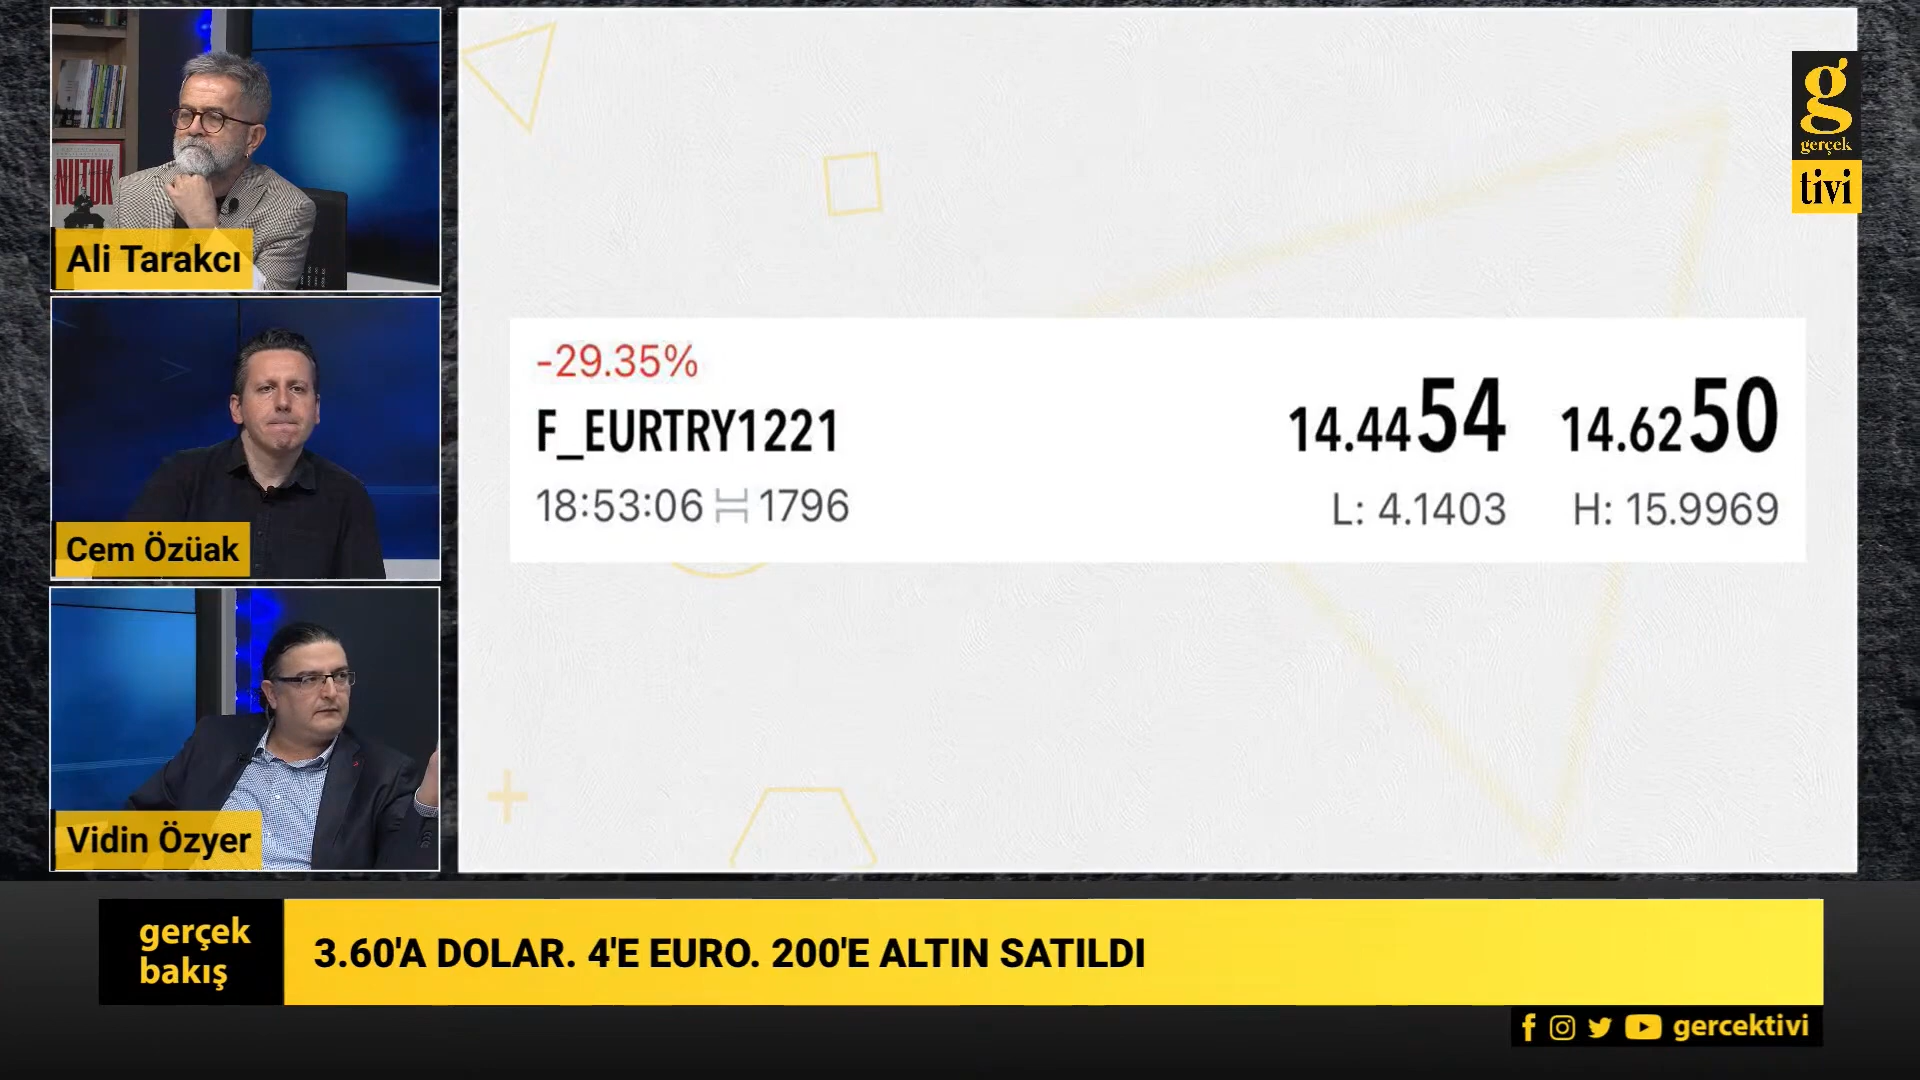 NUTUK
Ali Tarakcı
Cem Özüak
Vidin Özyer
g
gerçek
tivi
-29.35%
F_EURTRY1221
18:53:06 1796
14.4454 14.6250
L: 4.1403 H: 15.9969
gerçek
bakış
3.60'A DOLAR. 4'E EURO. 200'E ALTIN SATILDI
gercektivi